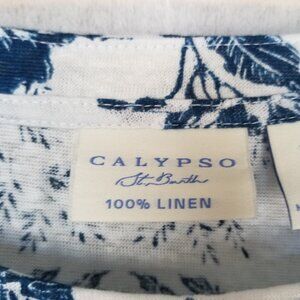 CALYPSO
St. Barth
100% LINEN